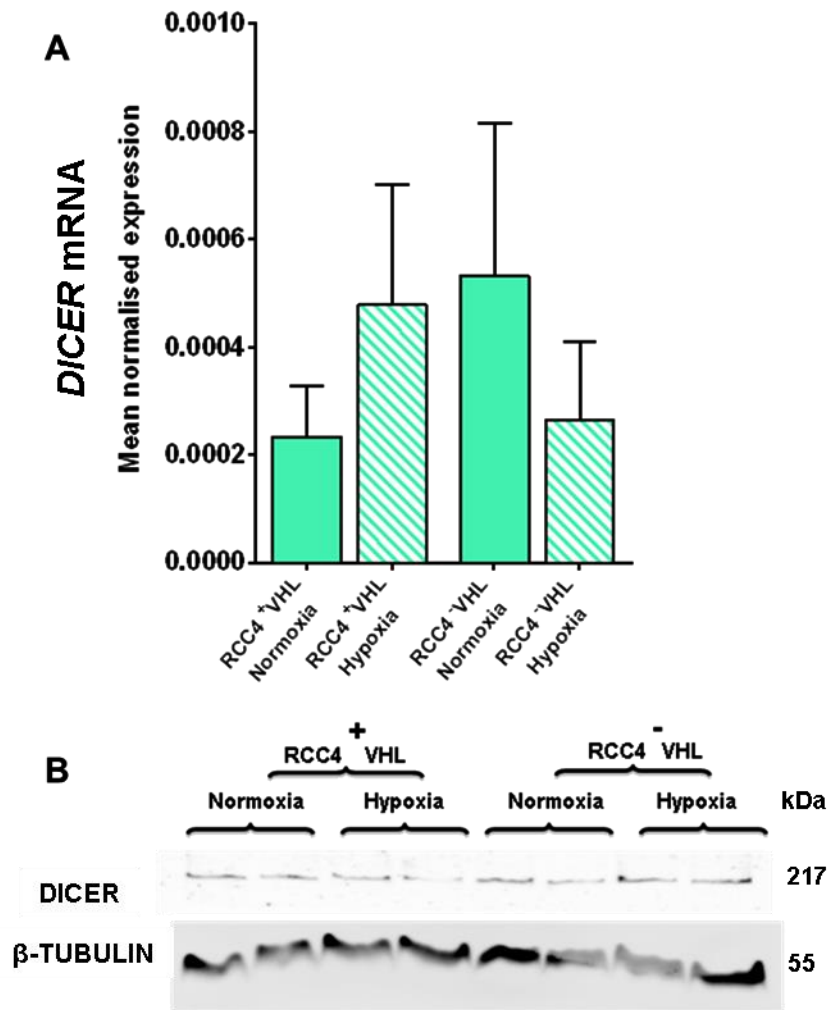 A
DICER mRNA
Mean normalised expression
0.0010
0.0008
0.0006
0.0004
0.0002
0.0000
RCC4 +VHL
Normoxia
RCC4 +VHL
Hypoxia
RCC4 -VHL
Normoxia
RCC4 -VHL
Hypoxia
B
RCC4 + VHL
RCC4 - VHL
Normoxia Hypoxia Normoxia Hypoxia kDa
DICER 217
β-TUBULIN 55